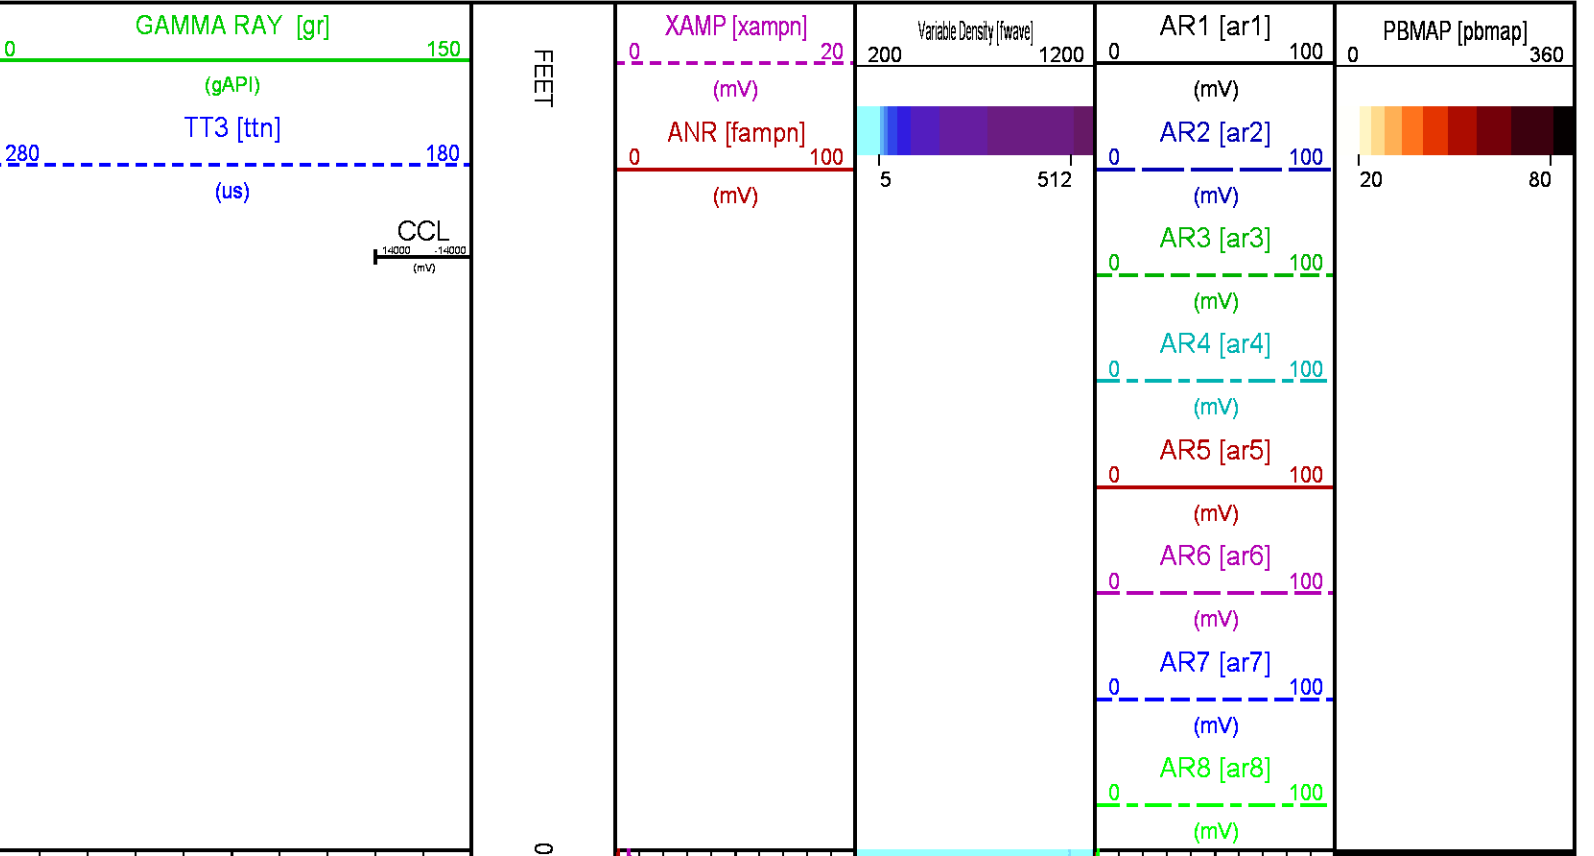 GAMMA RAY [gr]
0 150
(gAPI)
TT3 [ttn]
280 180
(us)
CCL
14000 -14000
(mV)
FEET
0
XAMP [xampn]
0 20
(mV)
ANR [fampn]
0 100
(mV)
Variable Density [fwave]
200 1200
5 512
AR1 [ar1]
0 100
(mV)
AR2 [ar2]
0 100
(mV)
AR3 [ar3]
0 100
(mV)
AR4 [ar4]
0 100
(mV)
AR5 [ar5]
0 100
(mV)
AR6 [ar6]
0 100
(mV)
AR7 [ar7]
0 100
(mV)
AR8 [ar8]
0 100
(mV)
PBMAP [pbmap]
0 360
20 80